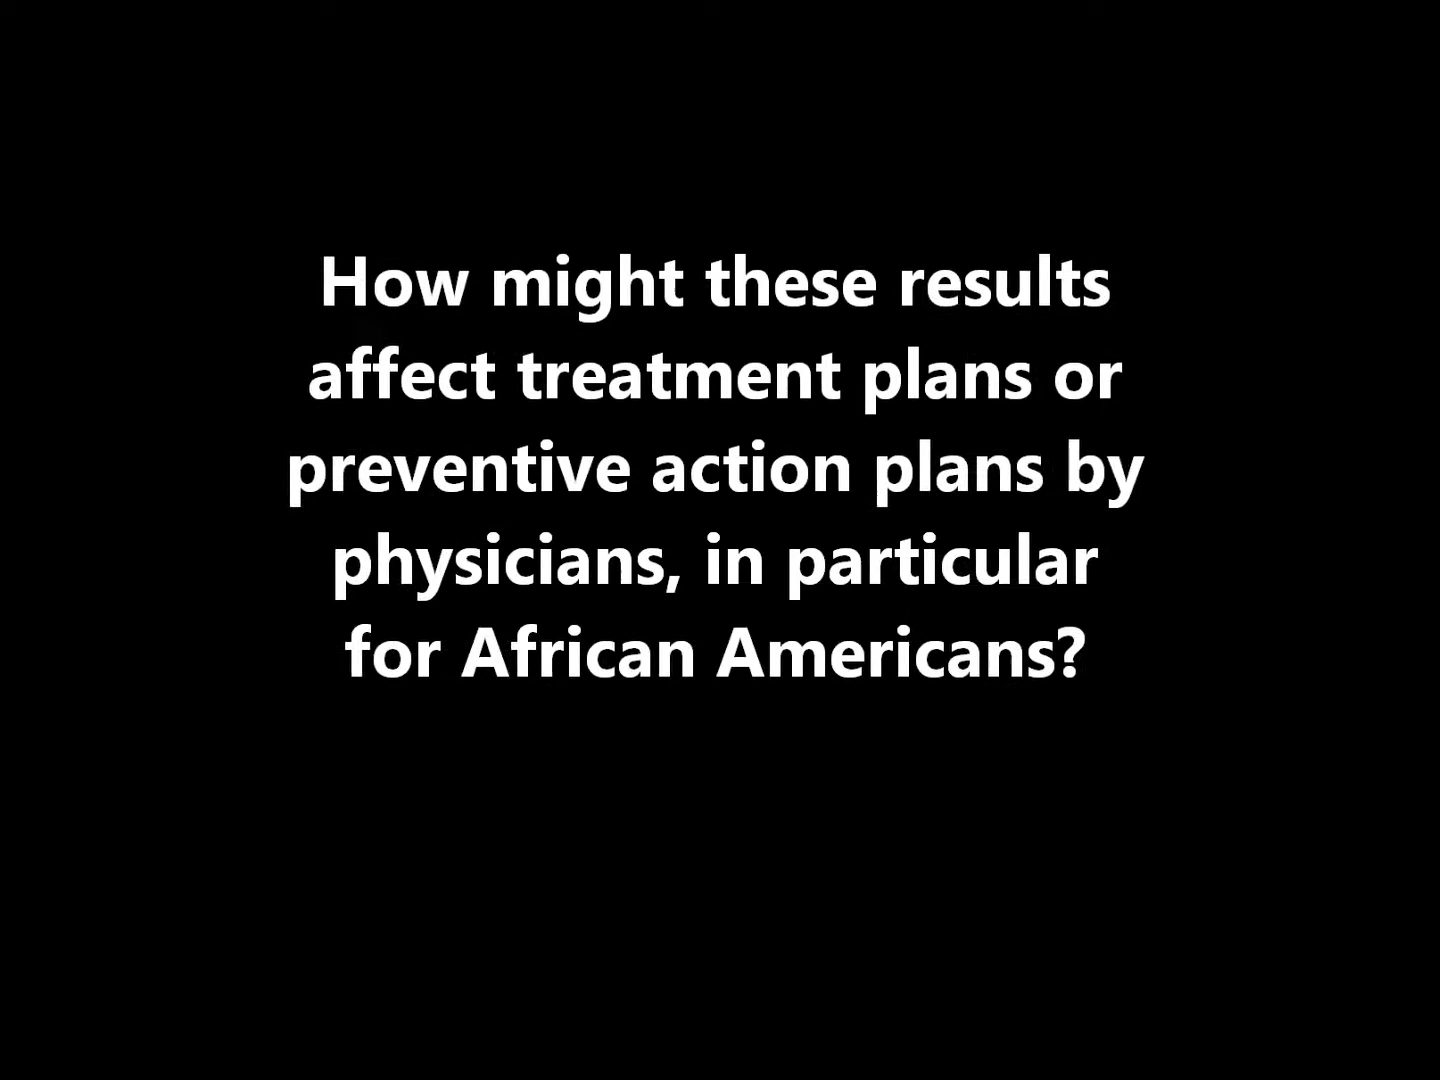 How might these results
affect treatment plans or
preventive action plans by
physicians, in particular
for African Americans?